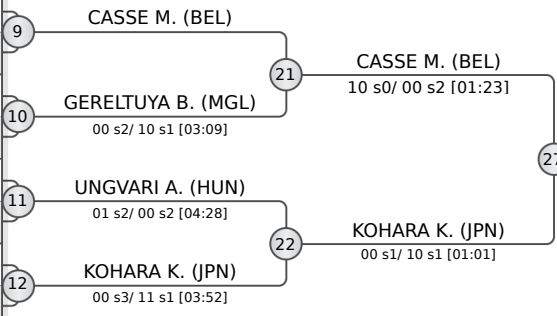 9
CASSE M. (BEL)
21
CASSE M. (BEL)
10 s0/ 00 s2 [01:23]
10
GERELTUYA B. (MGL)
00 s2/ 10 s1 [03:09]
27
11
UNGVARI A. (HUN)
01 s2/ 00 s2 [04:28]
22
KOHARA K. (JPN)
00 s1/ 10 s1 [01:01]
12
KOHARA K. (JPN)
00 s3/ 11 s1 [03:52]